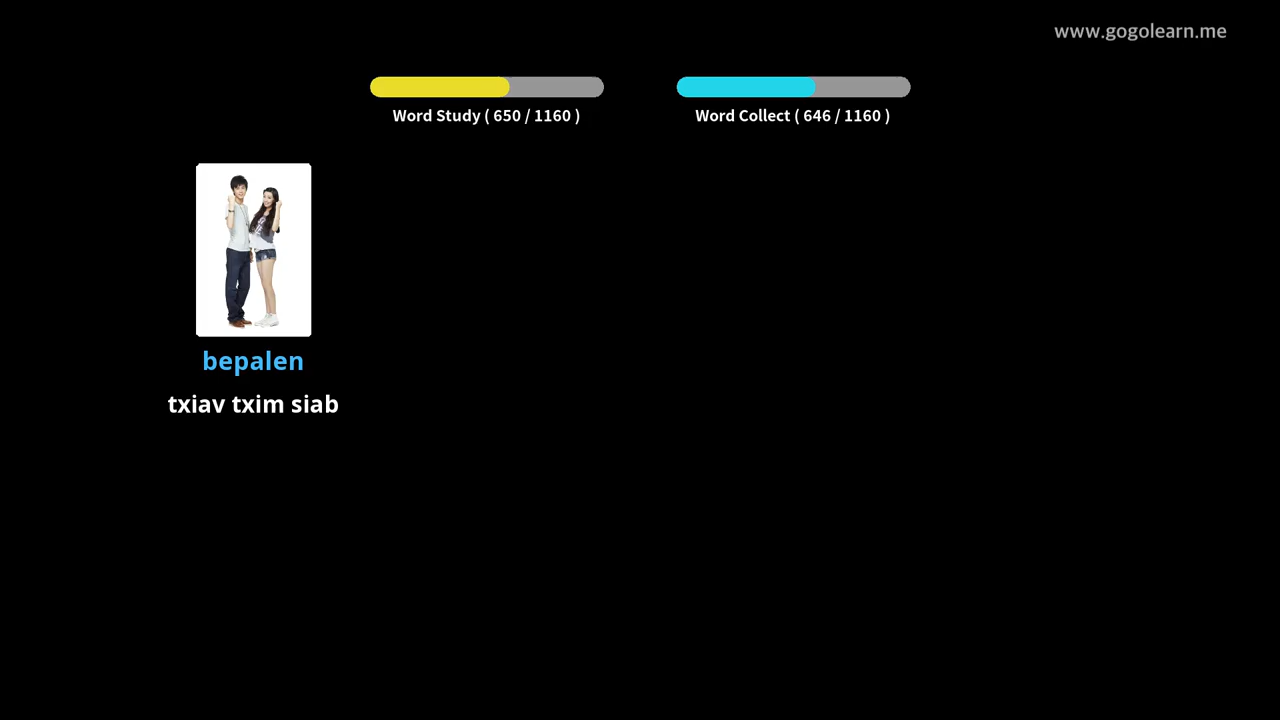 www.gogolearn.me
Word Study ( 650 / 1160 )
Word Collect ( 646 / 1160 )
bepalen
txiav txim siab